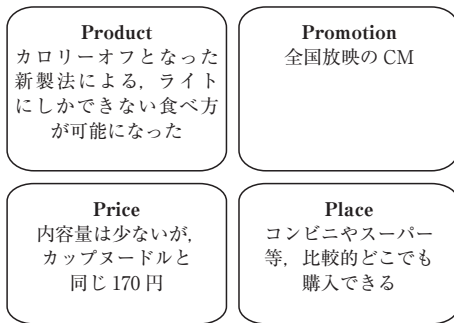 Product
カロリーオフとなった
新製法による，ライト
にしかできない食べ方
が可能になった
Promotion
全国放映の CM
Price
内容量は少ないが，
カップヌードルと
同じ 170 円
Place
コンビニやスーパー
等，比較的どこでも
購入できる